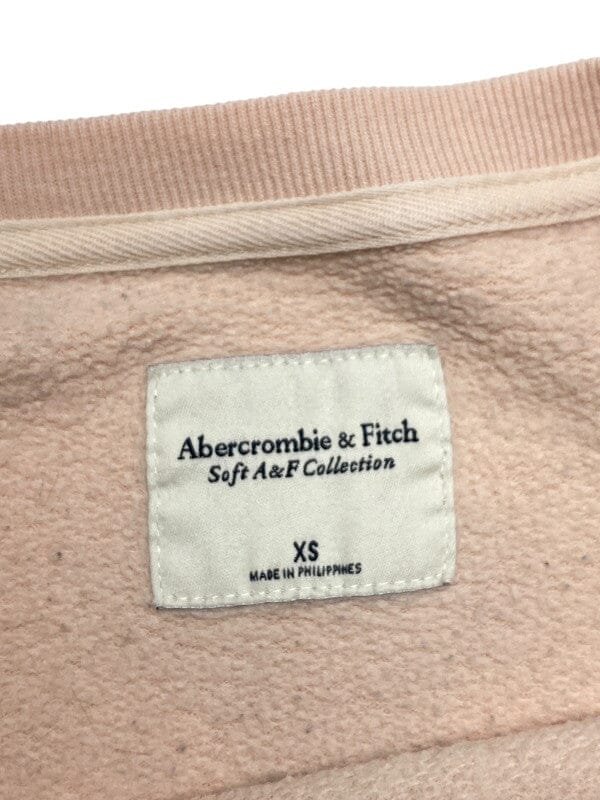 Abercrombie & Fitch
Soft A&F Collection
XS
MADE IN PHILIPPINES